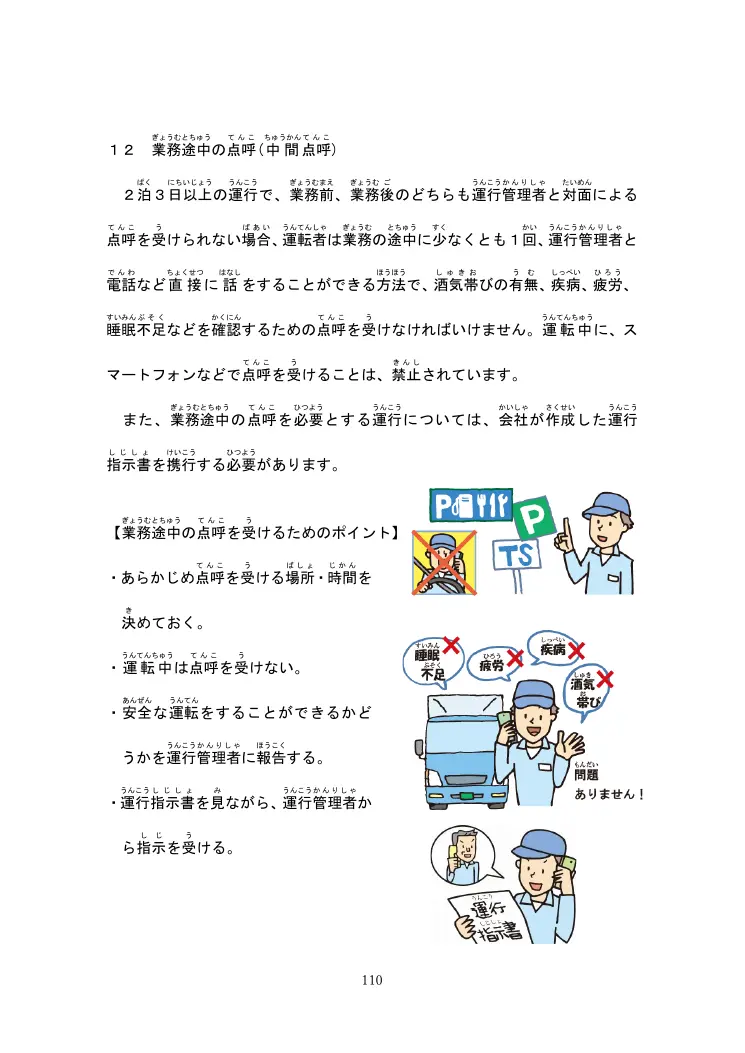 １２　業務途中の点呼（中間点呼）
２泊３日以上の運行で、業務前、業務後のどちらも運行管理者と対面による
点呼を受けられない場合、運転者は業務の途中に少なくとも１回、運行管理者と
電話など直接に話をすることができる方法で、酒気帯びの有無、疾病、疲労、
睡眠不足などを確認するための点呼を受けなければいけません。運転中に、ス
マートフォンなどで点呼を受けることは、禁止されています。
また、業務途中の点呼を必要とする運行については、会社が作成した運行
指示書を携行する必要があります。
【業務途中の点呼を受けるためのポイント】
・あらかじめ点呼を受ける場所・時間を
決めておく。
・運転中は点呼を受けない。
・安全な運転をすることができるかど
うかを運行管理者に報告する。
・運行指示書を見ながら、運行管理者か
ら指示を受ける。
P
P
TS
睡眠
不足
疲労
疾病
酒気
帯び
問題
ありません！
運行
指示書
110